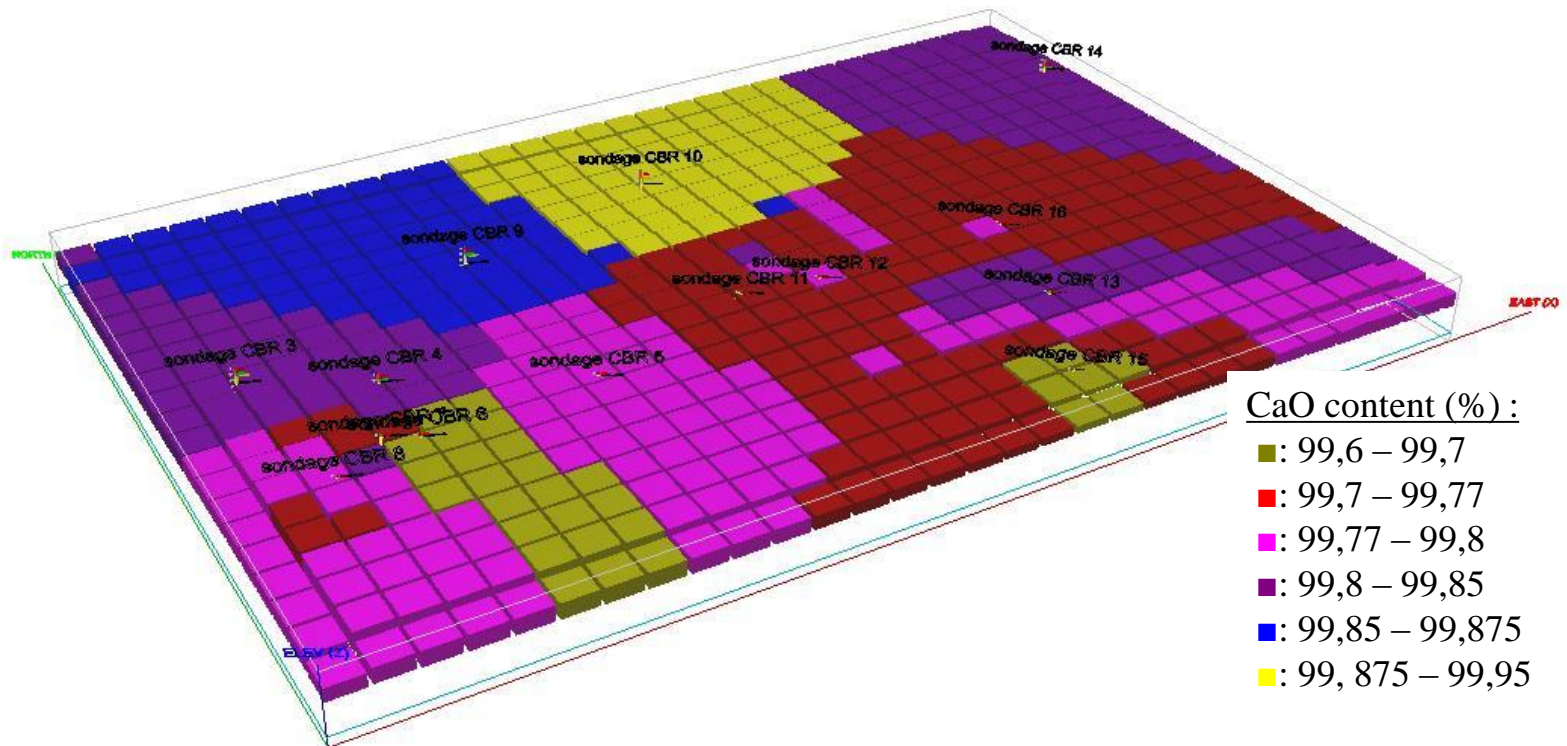 sondage CBR 14
sondage CBR 10
sondage CBR 16
sondage CBR 9
NORTH
sondage CBR 12
sondage CBR 11
sondage CBR 13
EAST (X)
sondage CBR 3
sondage CBR 4
sondage CBR 5
sondage CBR 15
CBR 6
sondage CBR 8
ELEV (Z)
CaO content (%) :
: 99,6 – 99,7
: 99,7 – 99,77
: 99,77 – 99,8
: 99,8 – 99,85
: 99,85 – 99,875
: 99, 875 – 99,95